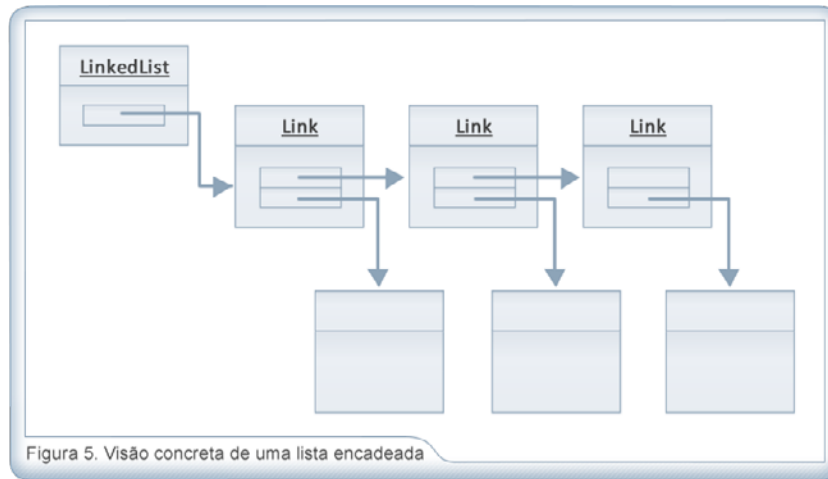 LinkedList
Link
Link
Link
Figura 5. Visão concreta de uma lista encadeada